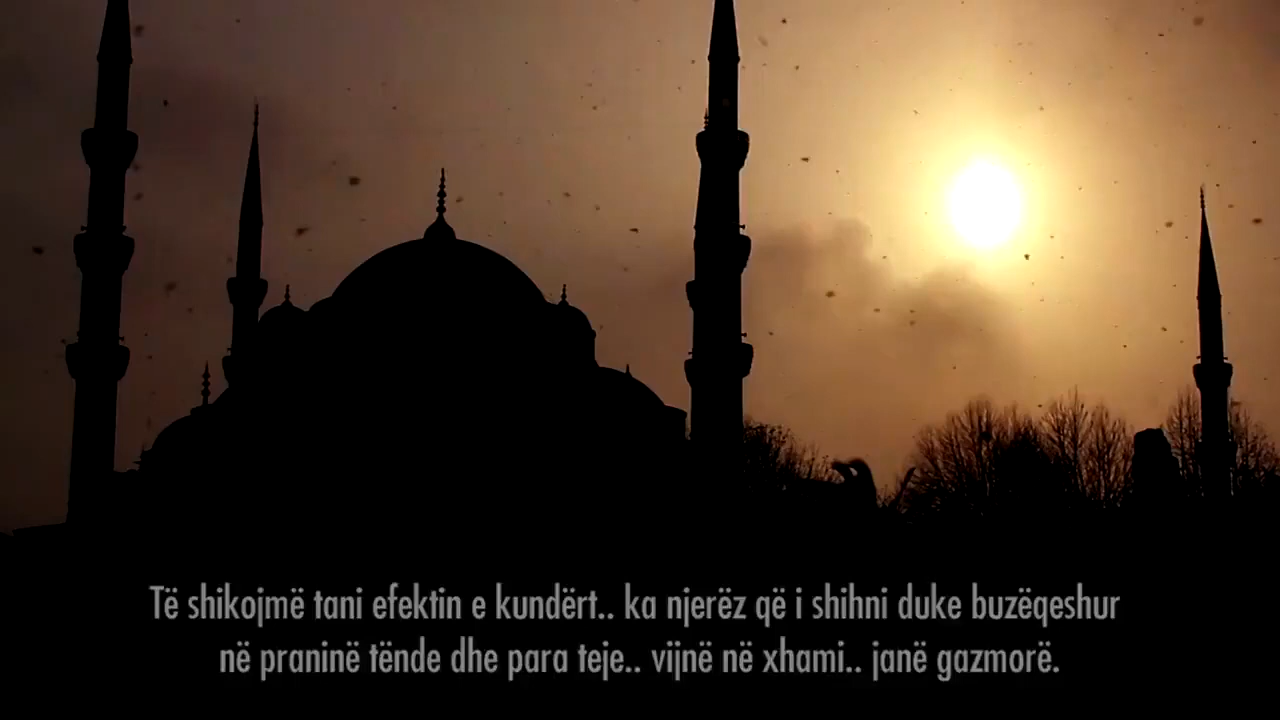 Të shikojmë tani efektin e kundërt.. ka njerëz që i shihni duke buzëqeshur
në praninë tënde dhe para teje.. vijnë në xhami.. janë gazmorë.